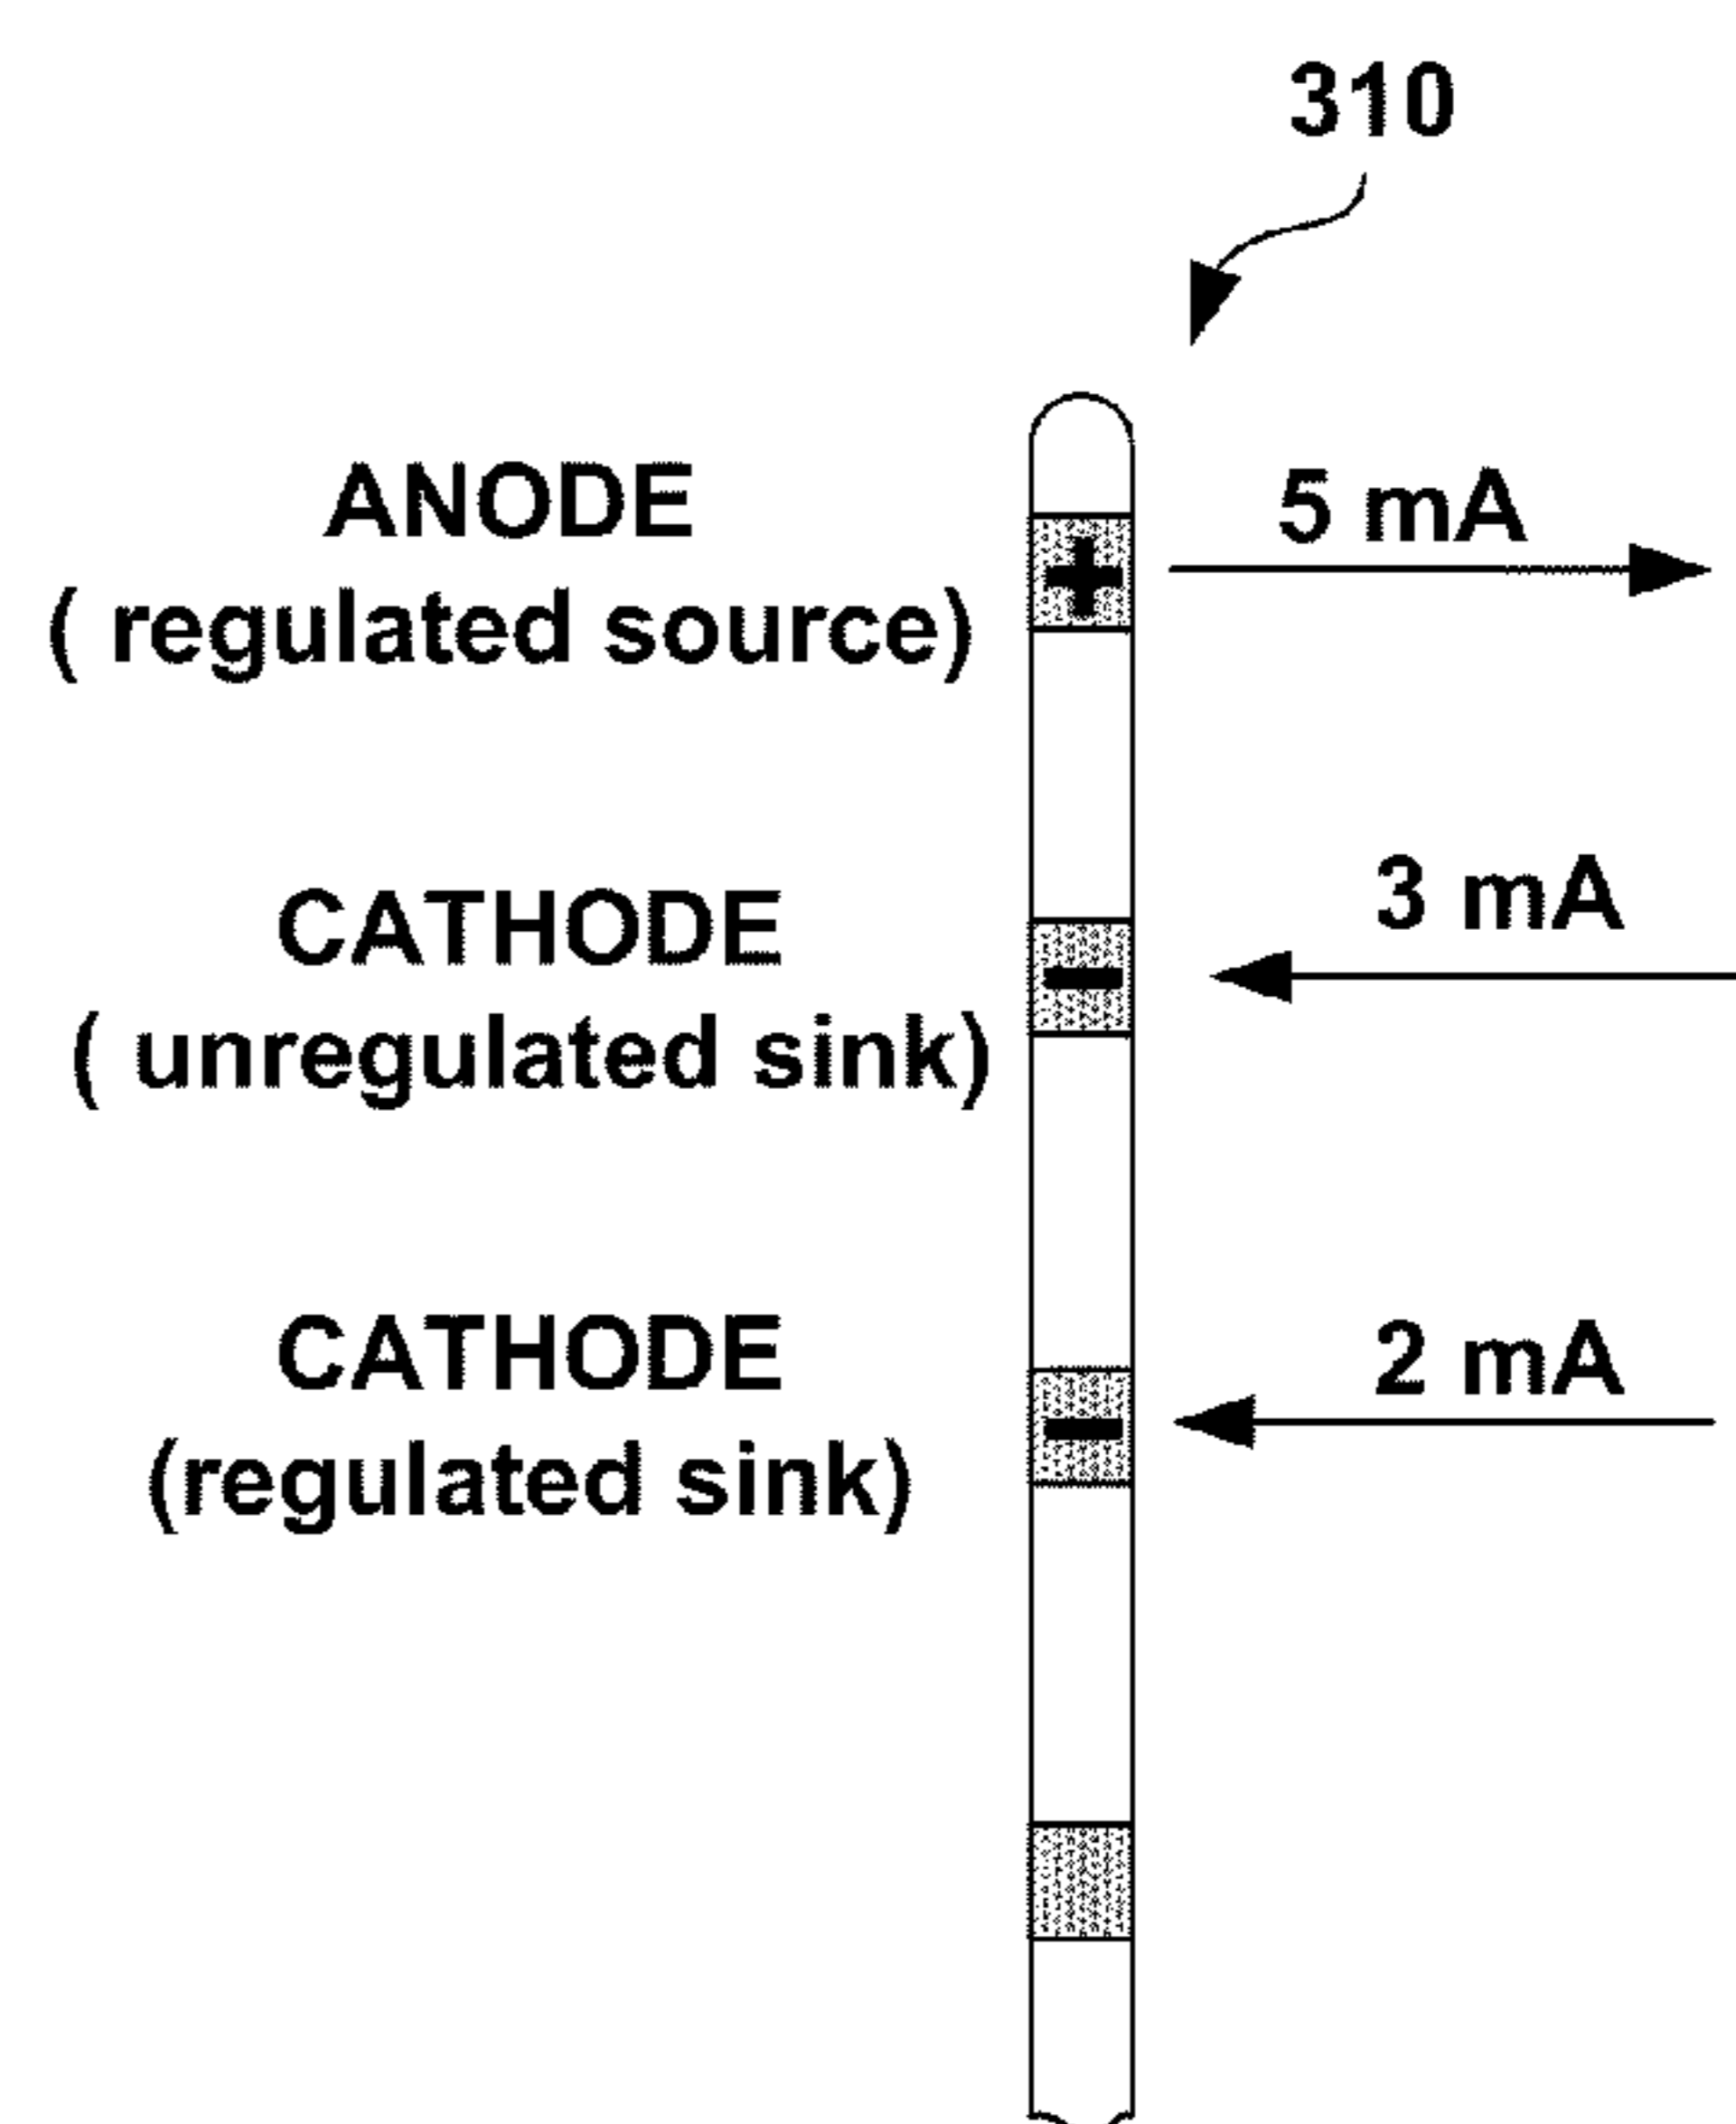 310
ANODE
( regulated source)
5 mA
+
CATHODE
( unregulated sink)
3 mA
-
CATHODE
(regulated sink)
2 mA
-